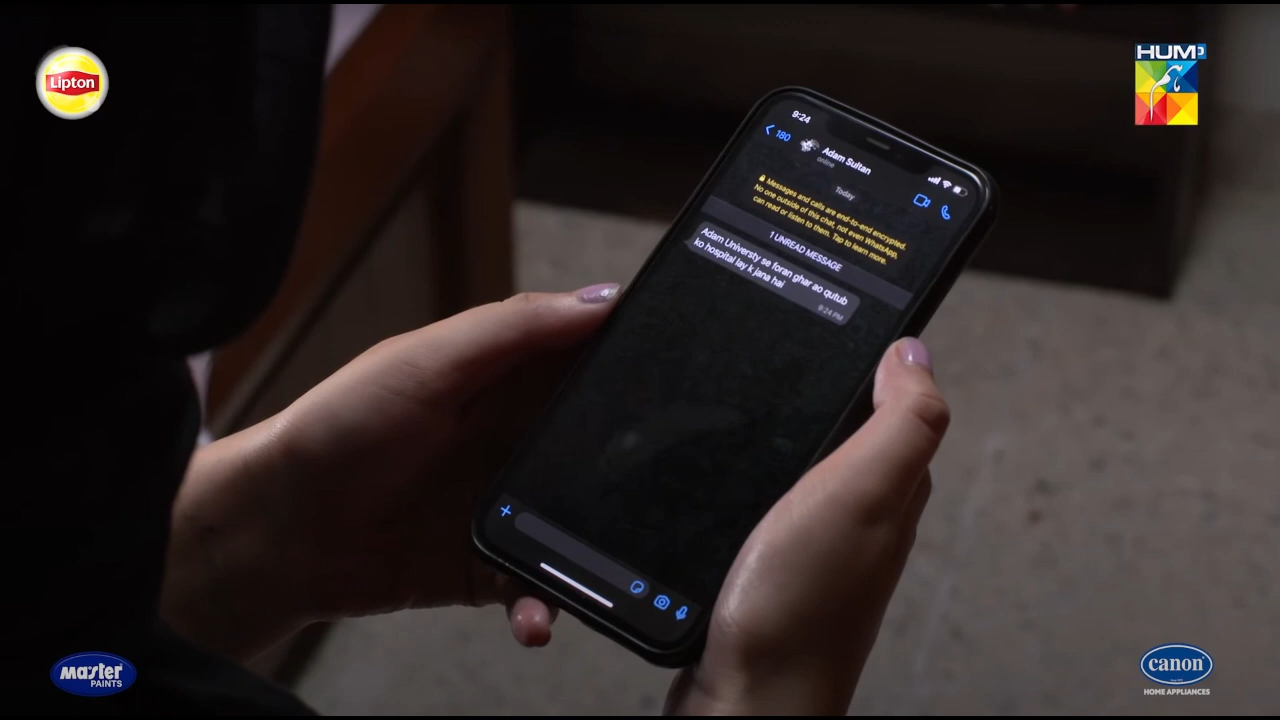 Lipton
HUM
9:24
180
Adam Sultan
online
Today
Messages and calls are end-to-end encrypted.
No one outside of this chat, not even WhatsApp,
can read or listen to them. Tap to learn more.
1 UNREAD MESSAGE
Adam Universty se foran ghar ao qutub
ko hospital lay k jana hai
9:24 PM
Master
PAINTS
canon
HOME APPLIANCES